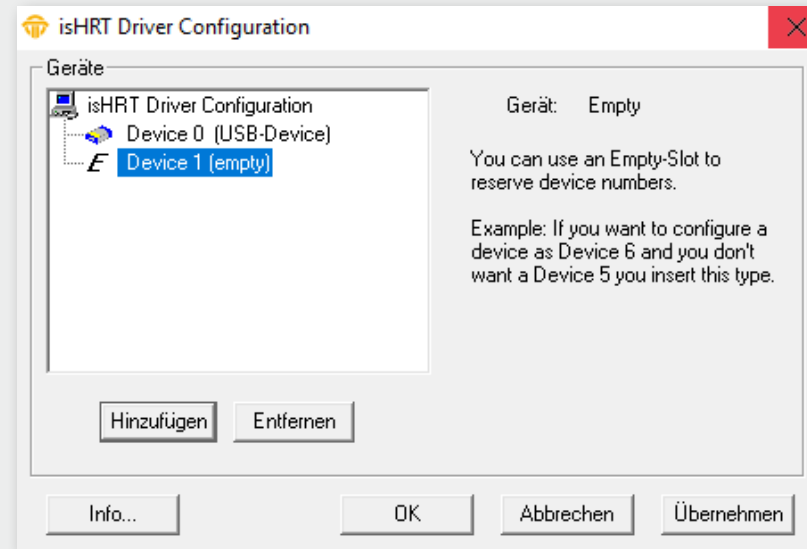 isHRT Driver Configuration
Geräte
isHRT Driver Configuration
Device 0 (USB-Device)
E Device 1 (empty)
Gerät: Empty
You can use an Empty-Slot to
reserve device numbers.
Example: If you want to configure a
device as Device 6 and you don't
want a Device 5 you insert this type.
Hinzufügen Entfernen
Info... OK Abbrechen Übernehmen